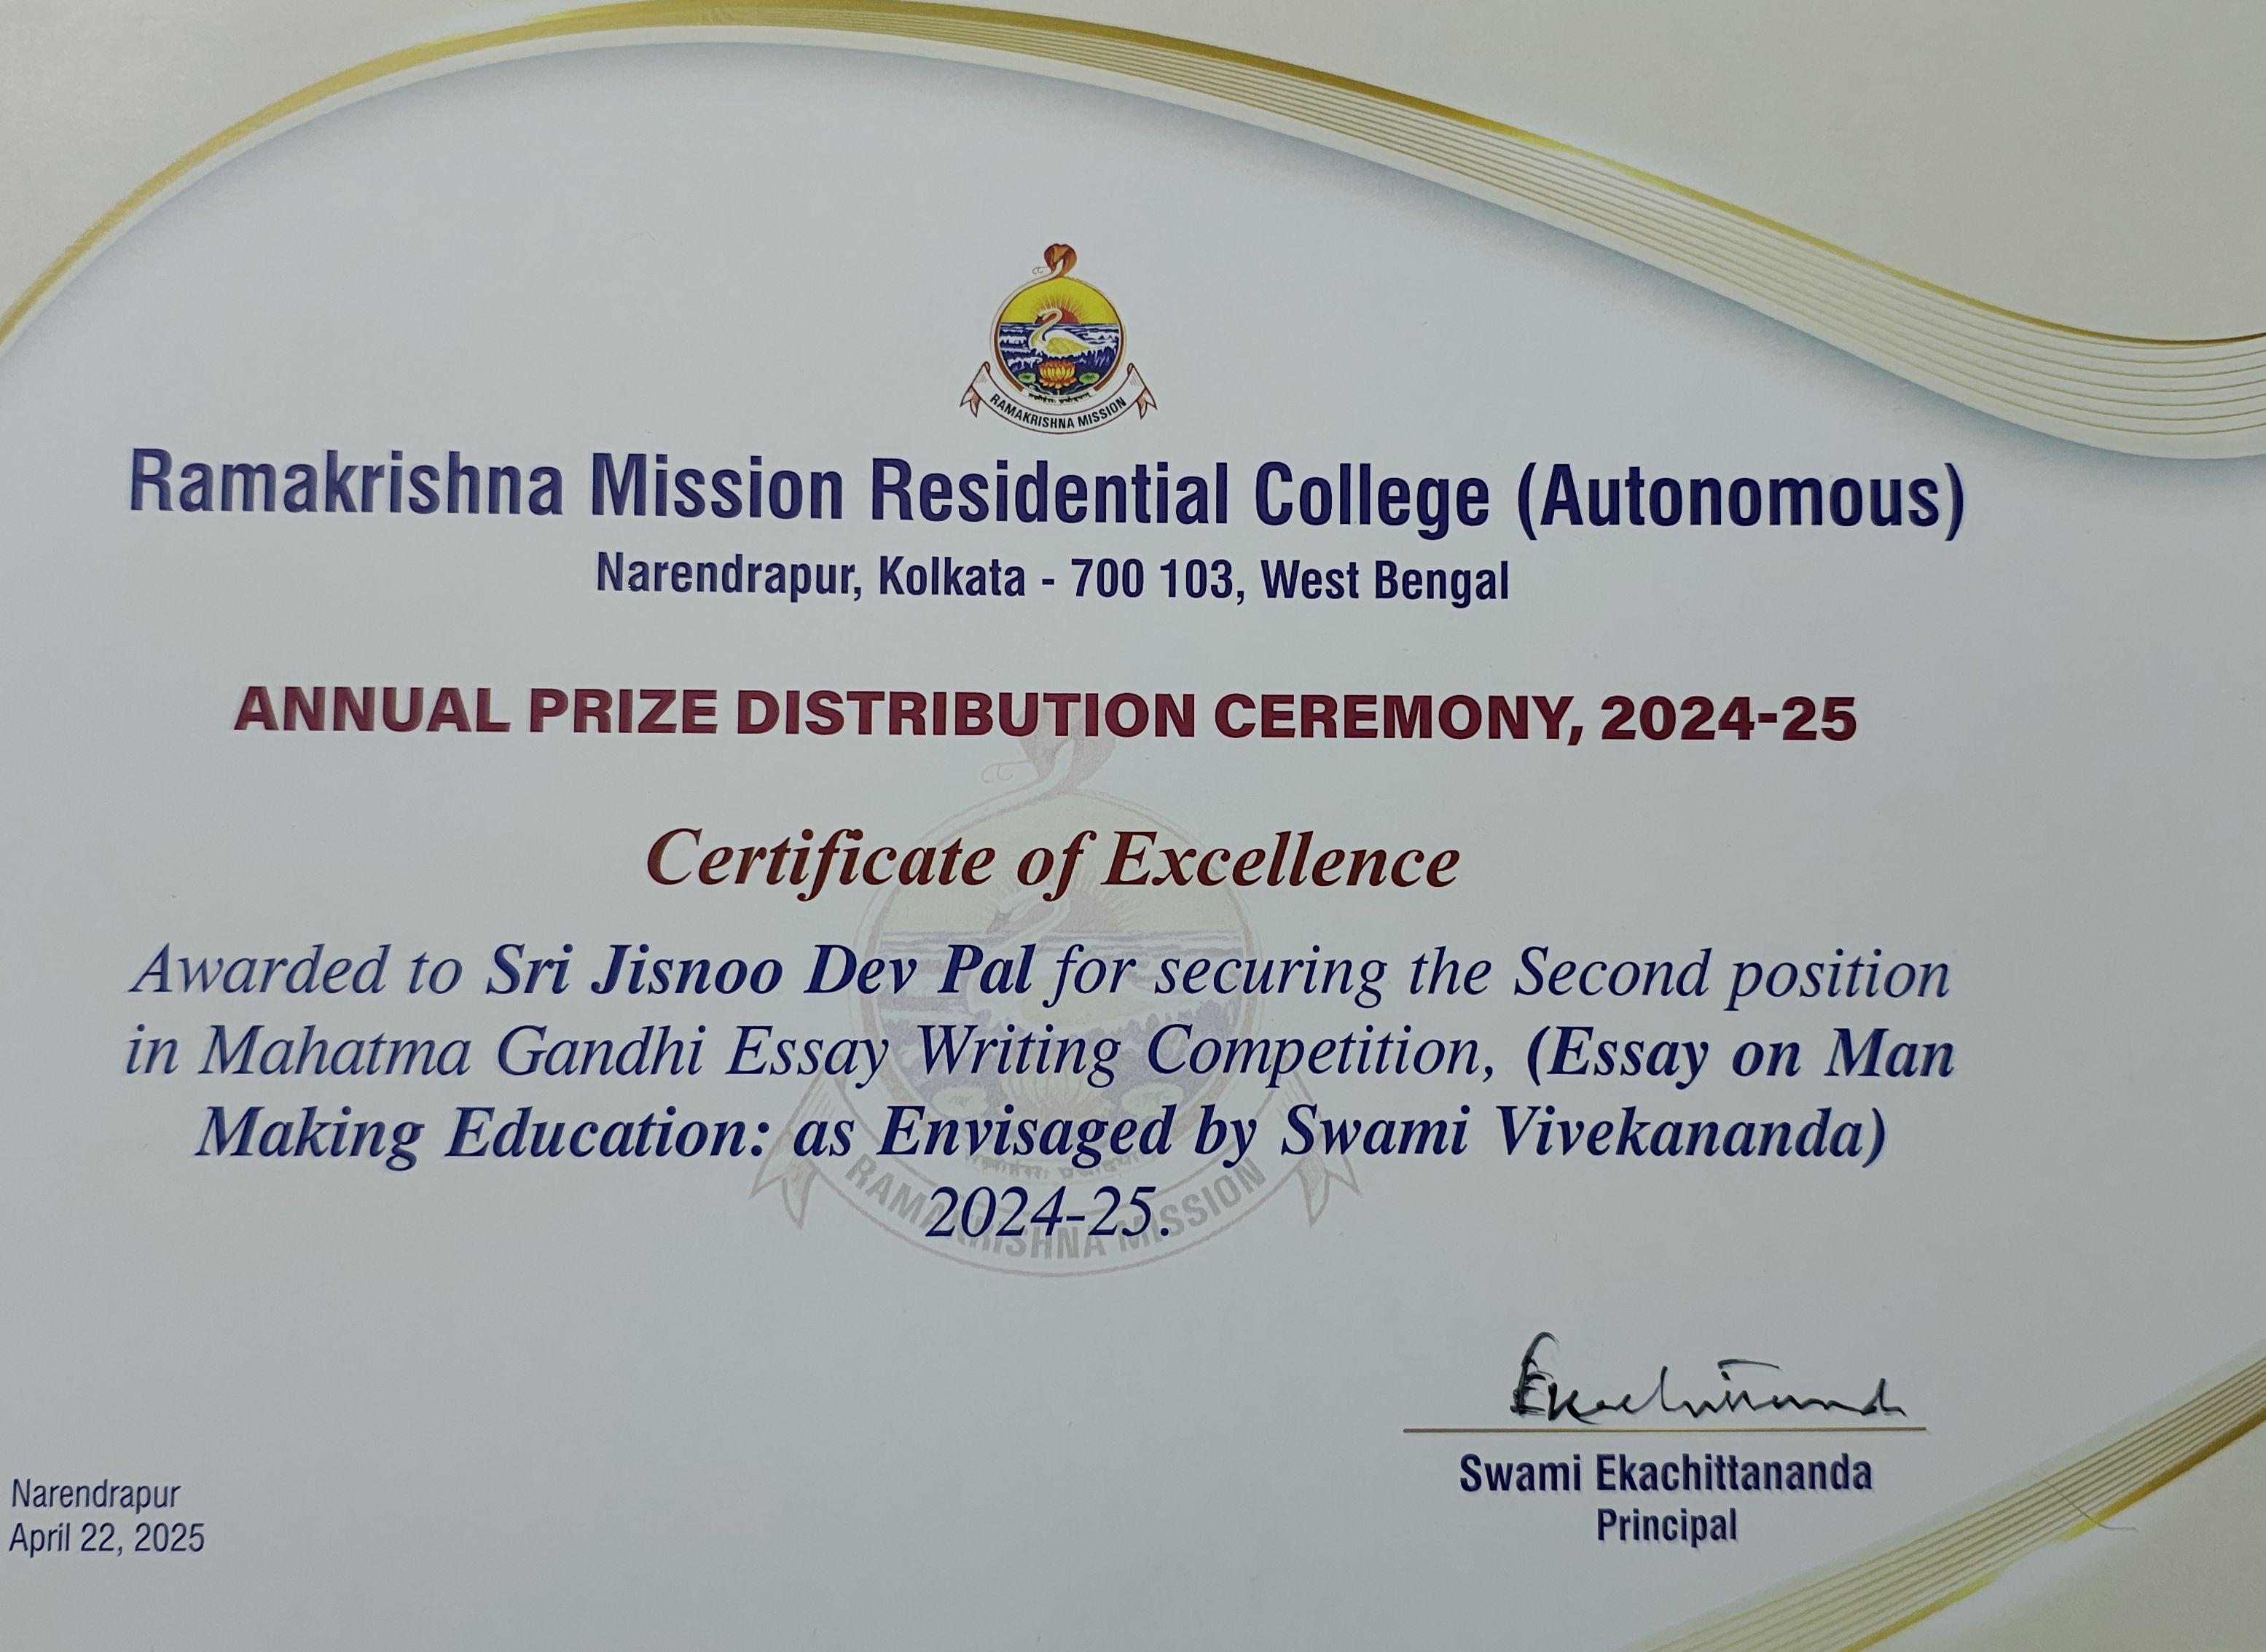 RAMAKRISHNA MISSION
Ramakrishna Mission Residential College (Autonomous)
Narendrapur, Kolkata - 700 103, West Bengal
ANNUAL PRIZE DISTRIBUTION CEREMONY, 2024-25
Certificate of Excellence
Awarded to Sri Jisnoo Dev Pal for securing the Second position
in Mahatma Gandhi Essay Writing Competition, (Essay on Man
Making Education: as Envisaged by Swami Vivekananda)
2024-25.
RAMAKRISHNA MISSION
Swami Ekachittananda
Principal
Narendrapur
April 22, 2025